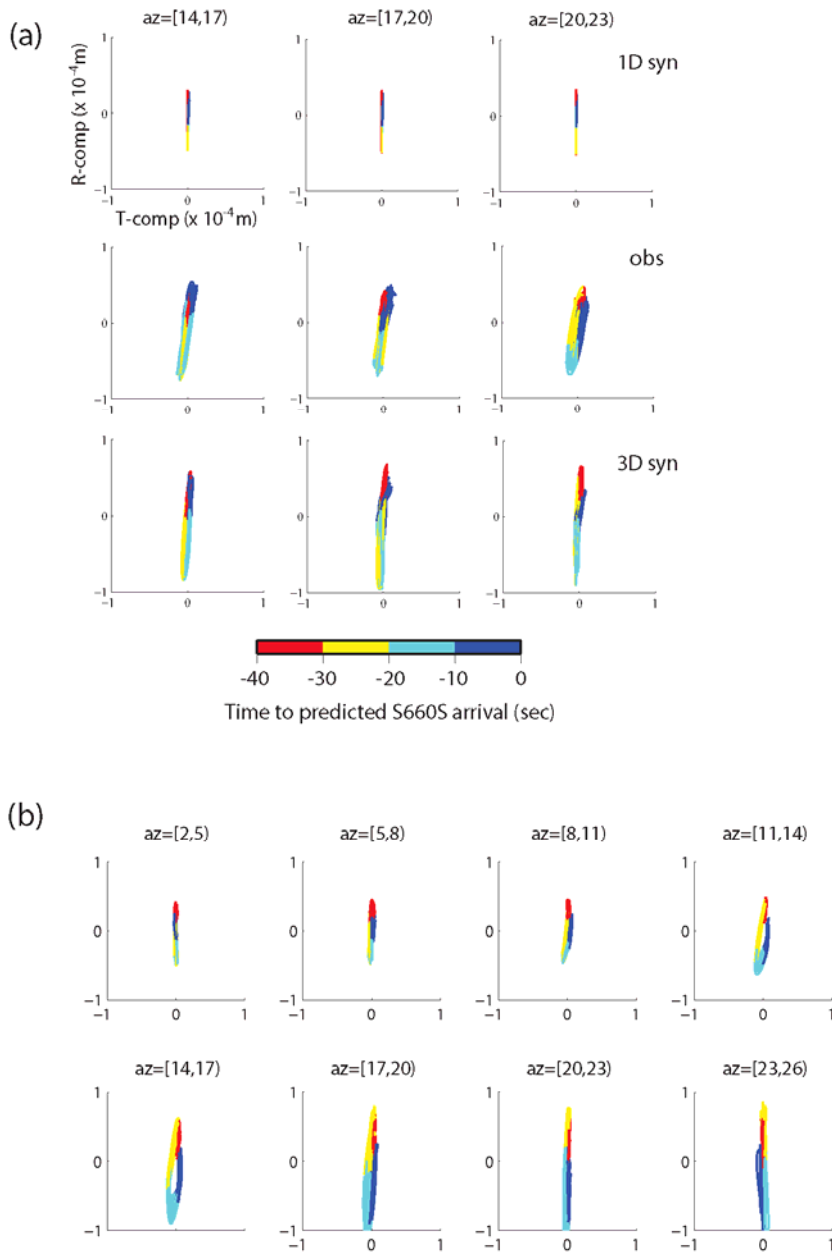 (a)
az=[14,17) az=[17,20) az=[20,23)
1D syn
R-comp (x 10⁻⁴m)
1 1 1
0 0 0
−1 −1 −1
−1 0 1 −1 0 1 −1 0 1
T-comp (x 10⁻⁴m)
obs
1 1 1
0 0 0
−1 −1 −1
−1 0 1 −1 0 1 −1 0 1
3D syn
1 1 1
0 0 0
−1 −1 −1
−1 0 1 −1 0 1 −1 0 1
-40 -30 -20 -10 0
Time to predicted S660S arrival (sec)
(b)
az=[2,5) az=[5,8) az=[8,11) az=[11,14)
1 1 1 1
0 0 0 0
−1 −1 −1 −1
−1 0 1 −1 0 1 −1 0 1 −1 0 1
az=[14,17) az=[17,20) az=[20,23) az=[23,26)
1 1 1 1
0 0 0 0
−1 −1 −1 −1
−1 0 1 −1 0 1 −1 0 1 −1 0 1